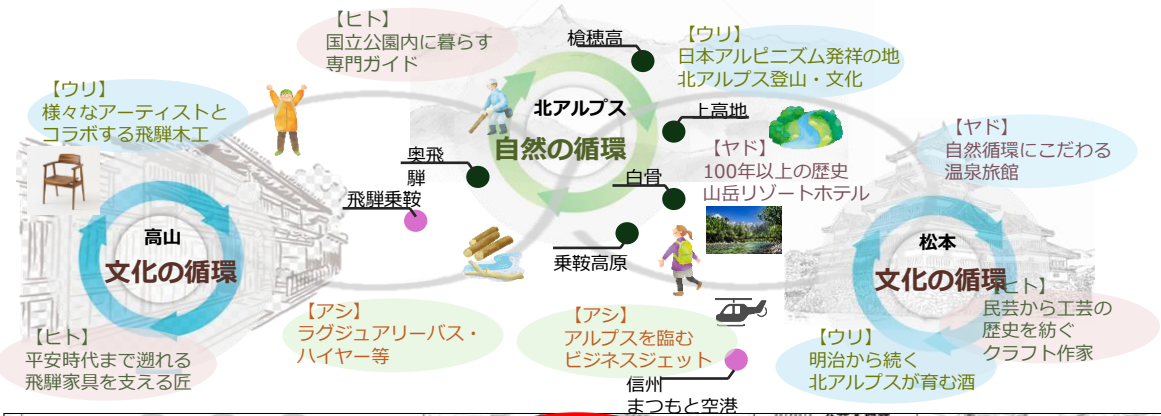 【ヒト】
国立公園内に暮らす
専門ガイド
槍穂高
【ウリ】
日本アルピニズム発祥の地
北アルプス登山・文化
【ウリ】
様々なアーティストと
コラボする飛騨木工
北アルプス
自然の循環
上高地
【ヤド】
100年以上の歴史
山岳リゾートホテル
【ヤド】
自然循環にこだわる
温泉旅館
奥飛
騨
白骨
飛騨乗鞍
乗鞍高原
高山
文化の循環
松本
文化の循環
【ヒト】
平安時代まで遡れる
飛騨家具を支える匠
【アシ】
ラグジュアリーバス・
ハイヤー等
【アシ】
アルプスを臨む
ビジネスジェット
信州
まつもと空港
【ウリ】
明治から続く
北アルプスが育む酒
【ヒト】
民芸から工芸の
歴史を紡ぐ
クラフト作家